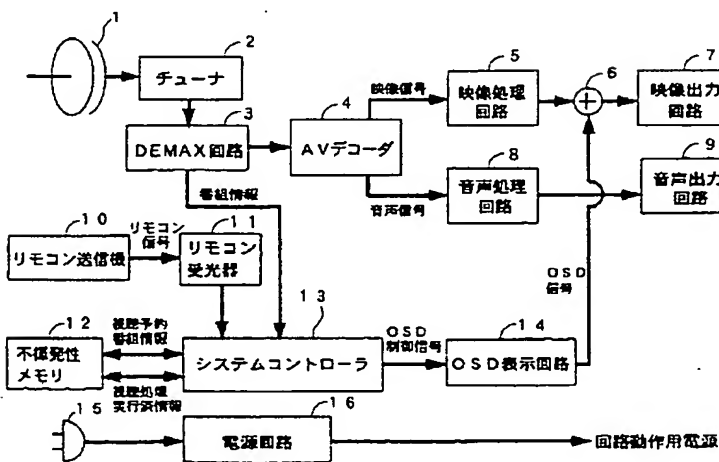 1
2
チューナ
3
DEMAX回路
4
AVデコーダ
映像信号
5
映像処理
回路
6
7
映像出力
回路
音声信号
8
音声処理
回路
9
音声出力
回路
番組情報
10
リモコン送信機
リモコン
信号
11
リモコン
受光器
OSD
信号
12
不揮発性
メモリ
視聴予約
番組情報
視聴処理
実行済情報
13
システムコントローラ
OSD
制御信号
14
OSD表示回路
15
16
電源回路
回路動作用電源